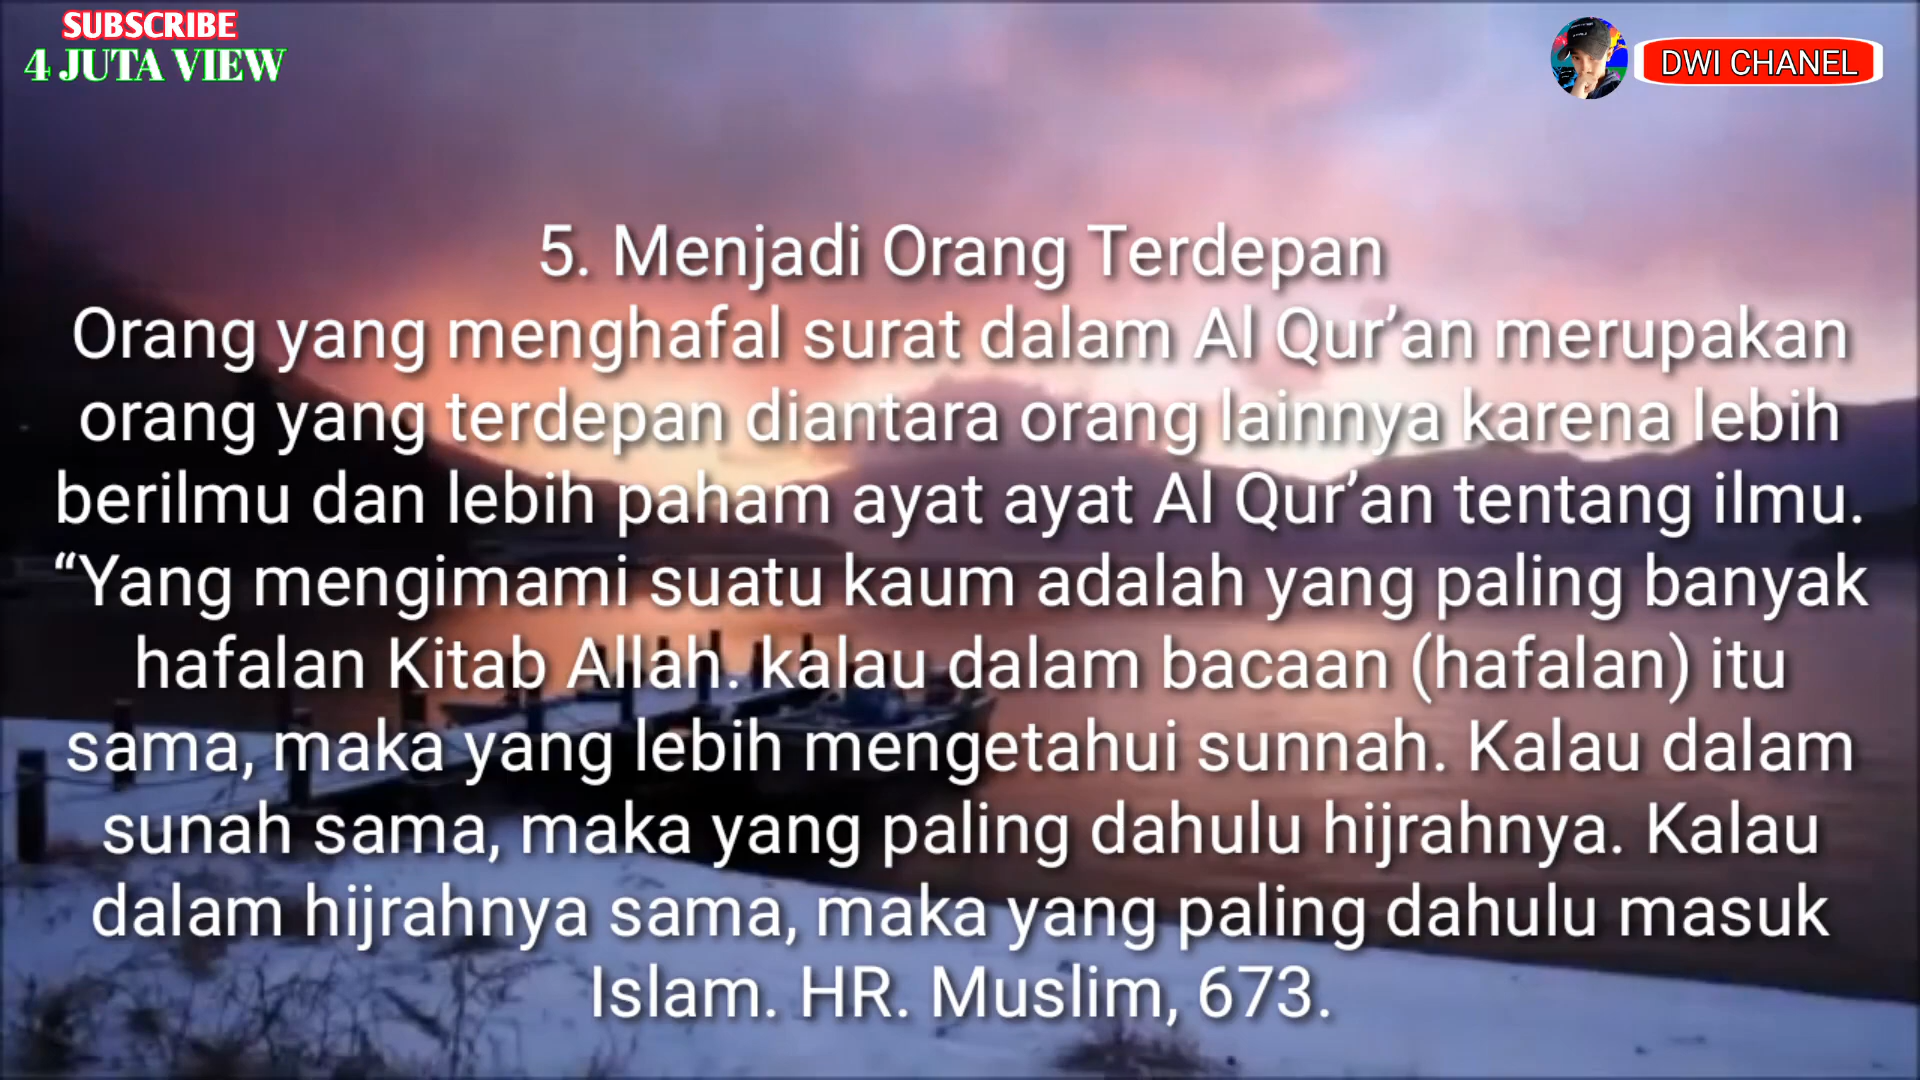 SUBSCRIBE
4 JUTA VIEW
DWI CHANEL
5. Menjadi Orang Terdepan
Orang yang menghafal surat dalam Al Qur’an merupakan
orang yang terdepan diantara orang lainnya karena lebih
berilmu dan lebih paham ayat ayat Al Qur’an tentang ilmu.
“Yang mengimami suatu kaum adalah yang paling banyak
hafalan Kitab Allah. kalau dalam bacaan (hafalan) itu
sama, maka yang lebih mengetahui sunnah. Kalau dalam
sunah sama, maka yang paling dahulu hijrahnya. Kalau
dalam hijrahnya sama, maka yang paling dahulu masuk
Islam. HR. Muslim, 673.